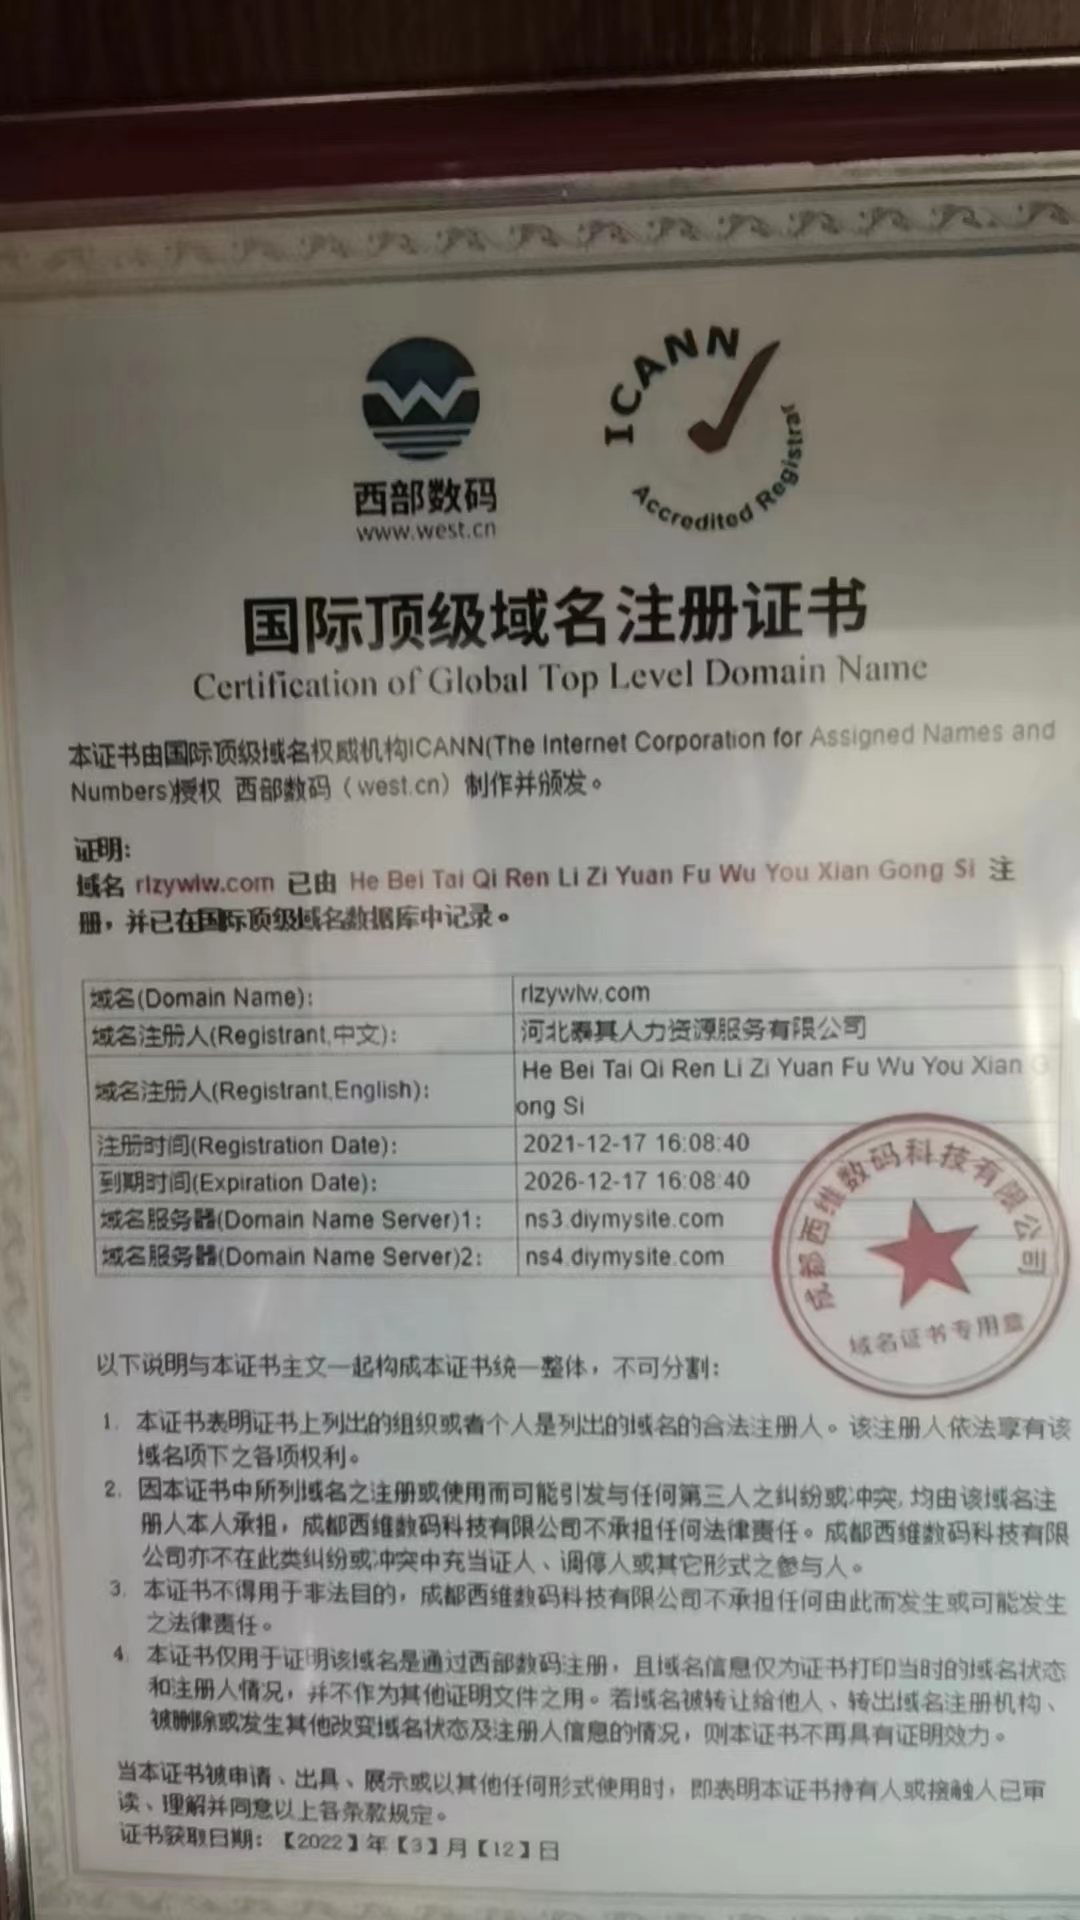 西部数码
www.west.cn
ICANN
Accredited Registrar
国际顶级域名注册证书
Certification of Global Top Level Domain Name
本证书由国际顶级域名权威机构ICANN(The Internet Corporation for Assigned Names and
Numbers)授权 西部数码（west.cn）制作并颁发。
证明:
域名 rlzywlw.com 已由 He Bei Tai Qi Ren Li Zi Yuan Fu Wu You Xian Gong Si 注
册，并已在国际顶级域名数据库中记录。
域名(Domain Name): rlzywlw.com
域名注册人(Registrant,中文): 河北泰其人力资源服务有限公司
域名注册人(Registrant,English): He Bei Tai Qi Ren Li Zi Yuan Fu Wu You Xian G
ong Si
注册时间(Registration Date): 2021-12-17 16:08:40
到期时间(Expiration Date): 2026-12-17 16:08:40
域名服务器(Domain Name Server)1: ns3.diymysite.com
域名服务器(Domain Name Server)2: ns4.diymysite.com
成都西维数码科技有限公司
域名证书专用章
以下说明与本证书主文一起构成本证书统一整体，不可分割:
1. 本证书表明证书上列出的组织或者个人是列出的域名的合法注册人。该注册人依法享有该
域名项下之各项权利。
2. 因本证书中所列域名之注册或使用而可能引发与任何第三人之纠纷或冲突,均由该域名注
册人本人承担，成都西维数码科技有限公司不承担任何法律责任。成都西维数码科技有限
公司亦不在此类纠纷或冲突中充当证人、调停人或其它形式之参与人。
3. 本证书不得用于非法目的，成都西维数码科技有限公司不承担任何由此而发生或可能发生
之法律责任。
4. 本证书仅用于证明该域名是通过西部数码注册，且域名信息仅为证书打印当时的域名状态
和注册人情况，并不作为其他证明文件之用。若域名被转让给他人、转出域名注册机构、
被删除或发生其他改变域名状态及注册人信息的情况，则本证书不再具有证明效力。
当本证书被申请、出具、展示或以其他任何形式使用时，即表明本证书持有人或接触人已审
读、理解并同意以上各条款规定。
证书获取日期:【2022】年【3】月【12】日